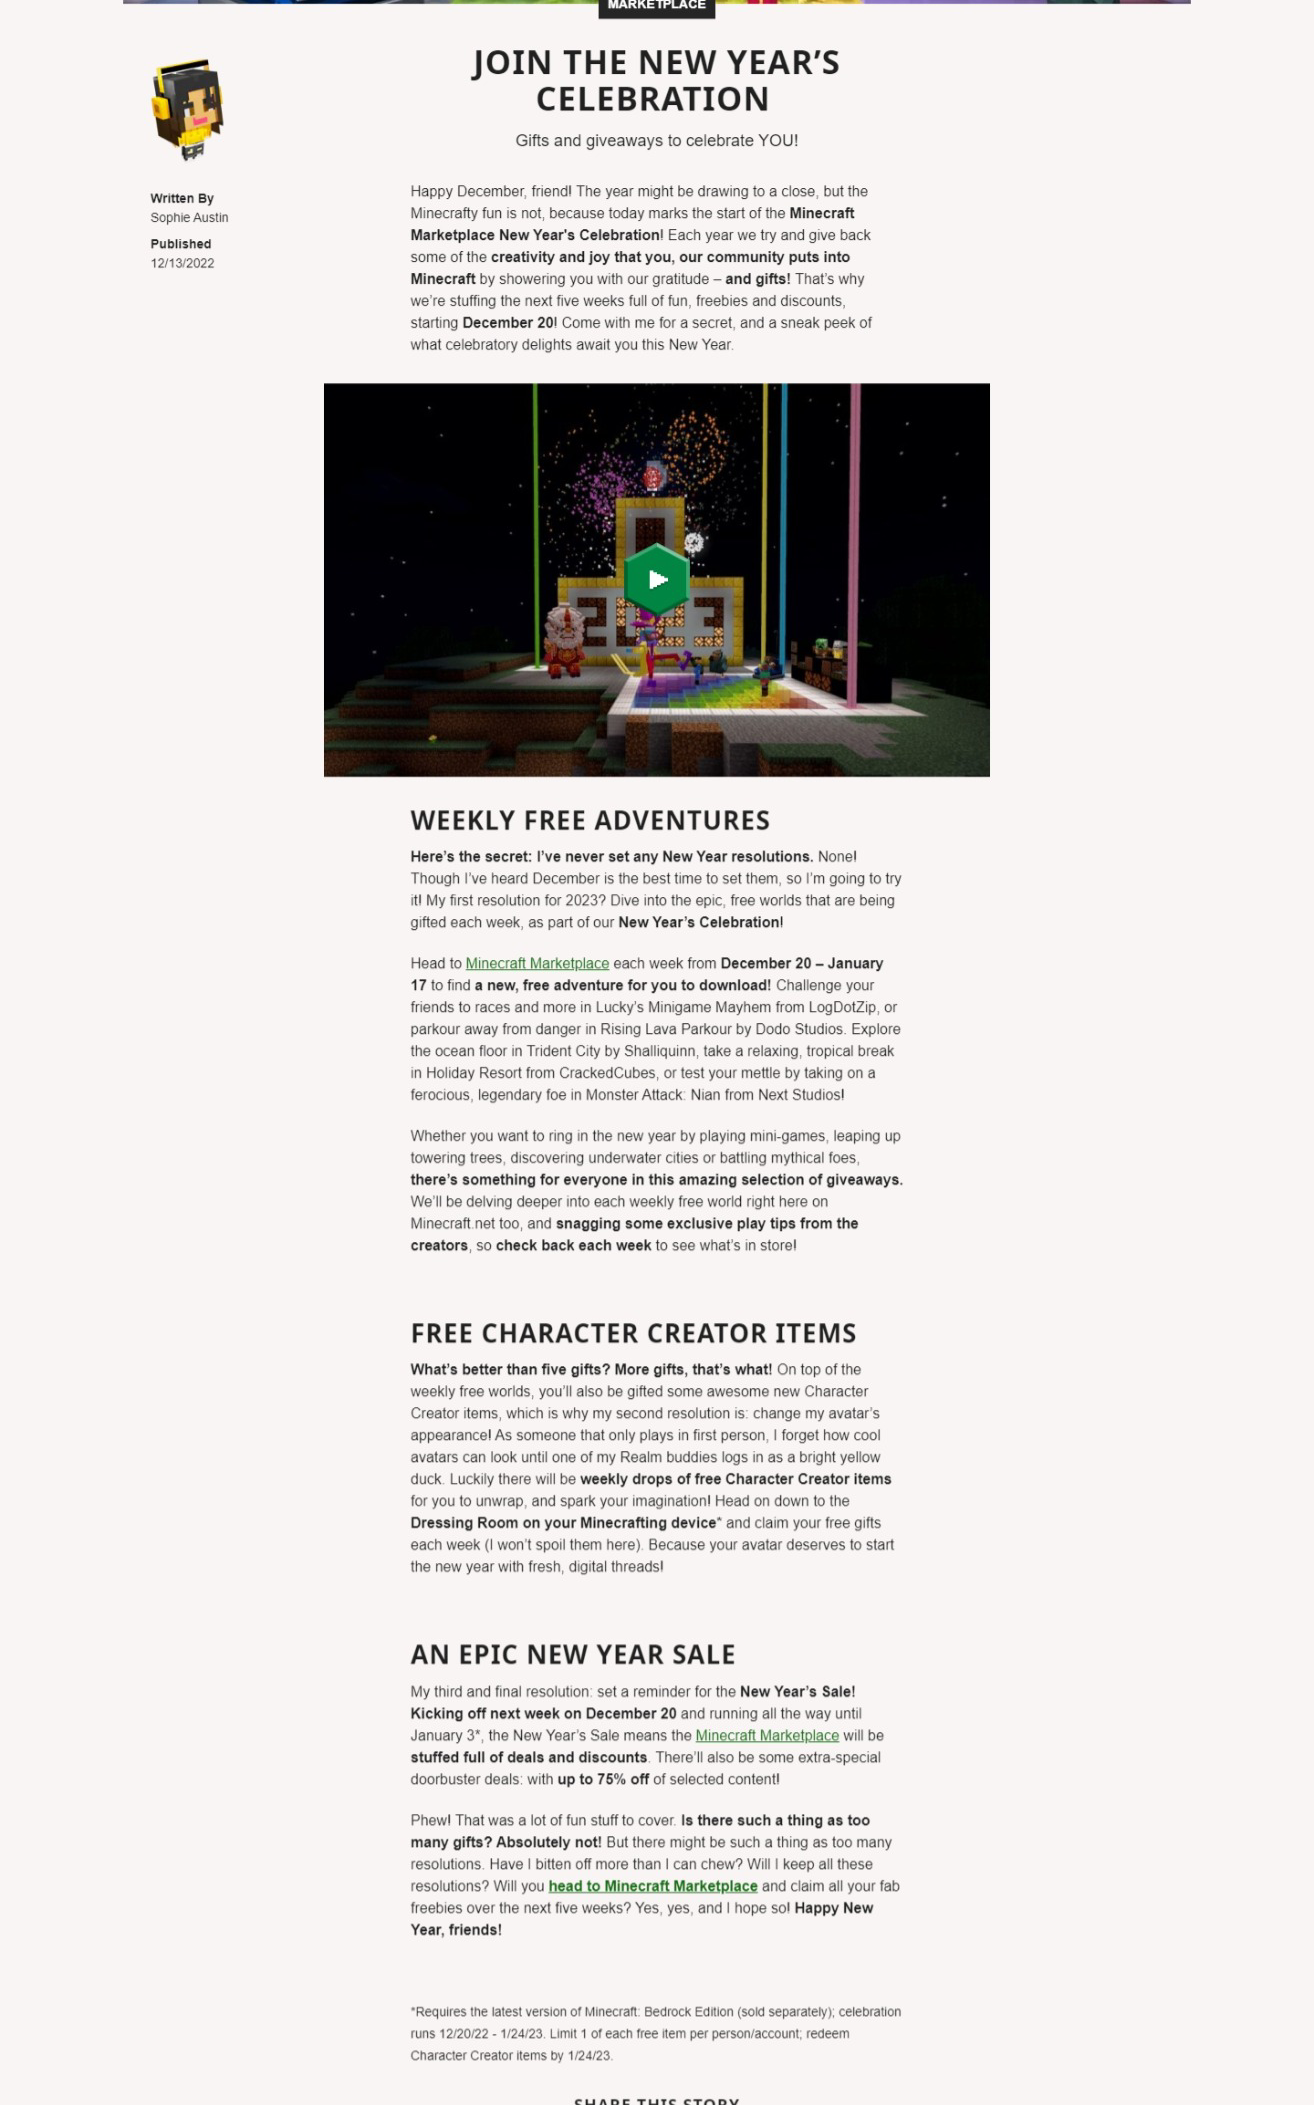 MARKETPLACE
JOIN THE NEW YEAR’S
CELEBRATION
Gifts and giveaways to celebrate YOU!
Written By
Sophie Austin
Published
12/13/2022
Happy December, friend! The year might be drawing to a close, but the
Minecrafty fun is not, because today marks the start of the Minecraft
Marketplace New Year's Celebration! Each year we try and give back
some of the creativity and joy that you, our community puts into
Minecraft by showering you with our gratitude – and gifts! That’s why
we’re stuffing the next five weeks full of fun, freebies and discounts,
starting December 20! Come with me for a secret, and a sneak peek of
what celebratory delights await you this New Year.
2023
WEEKLY FREE ADVENTURES
Here’s the secret: I’ve never set any New Year resolutions. None!
Though I’ve heard December is the best time to set them, so I’m going to try
it! My first resolution for 2023? Dive into the epic, free worlds that are being
gifted each week, as part of our New Year’s Celebration!
Head to Minecraft Marketplace each week from December 20 – January
17 to find a new, free adventure for you to download! Challenge your
friends to races and more in Lucky’s Minigame Mayhem from LogDotZip, or
parkour away from danger in Rising Lava Parkour by Dodo Studios. Explore
the ocean floor in Trident City by Shalliquinn, take a relaxing, tropical break
in Holiday Resort from CrackedCubes, or test your mettle by taking on a
ferocious, legendary foe in Monster Attack: Nian from Next Studios!
Whether you want to ring in the new year by playing mini-games, leaping up
towering trees, discovering underwater cities or battling mythical foes,
there’s something for everyone in this amazing selection of giveaways.
We’ll be delving deeper into each weekly free world right here on
Minecraft.net too, and snagging some exclusive play tips from the
creators, so check back each week to see what’s in store!
FREE CHARACTER CREATOR ITEMS
What’s better than five gifts? More gifts, that’s what! On top of the
weekly free worlds, you’ll also be gifted some awesome new Character
Creator items, which is why my second resolution is: change my avatar’s
appearance! As someone that only plays in first person, I forget how cool
avatars can look until one of my Realm buddies logs in as a bright yellow
duck. Luckily there will be weekly drops of free Character Creator items
for you to unwrap, and spark your imagination! Head on down to the
Dressing Room on your Minecrafting device* and claim your free gifts
each week (I won’t spoil them here). Because your avatar deserves to start
the new year with fresh, digital threads!
AN EPIC NEW YEAR SALE
My third and final resolution: set a reminder for the New Year’s Sale!
Kicking off next week on December 20 and running all the way until
January 3*, the New Year’s Sale means the Minecraft Marketplace will be
stuffed full of deals and discounts. There’ll also be some extra-special
doorbuster deals: with up to 75% off of selected content!
Phew! That was a lot of fun stuff to cover. Is there such a thing as too
many gifts? Absolutely not! But there might be such a thing as too many
resolutions. Have I bitten off more than I can chew? Will I keep all these
resolutions? Will you head to Minecraft Marketplace and claim all your fab
freebies over the next five weeks? Yes, yes, and I hope so! Happy New
Year, friends!
*Requires the latest version of Minecraft: Bedrock Edition (sold separately); celebration
runs 12/20/22 - 1/24/23. Limit 1 of each free item per person/account; redeem
Character Creator items by 1/24/23.
SHARE THIS STORY